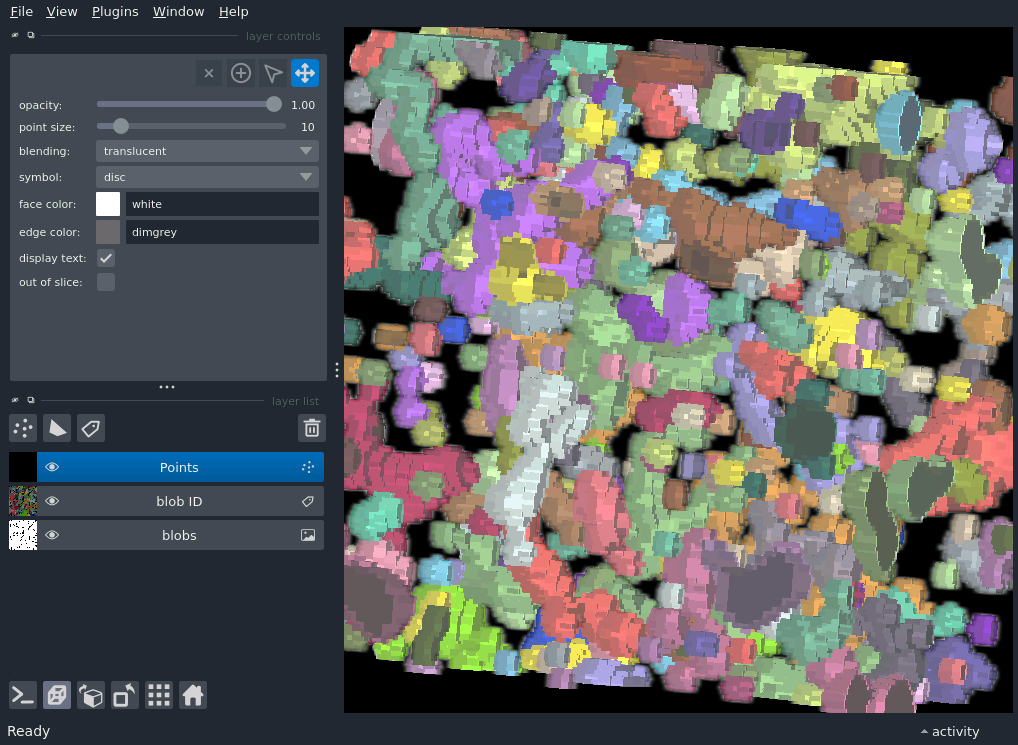 File View Plugins Window Help
layer controls
opacity: 1.00
point size: 10
blending: translucent
symbol: disc
face color: white
edge color: dimgrey
display text:
out of slice:
layer list
Points
blob ID
blobs
Ready
activity